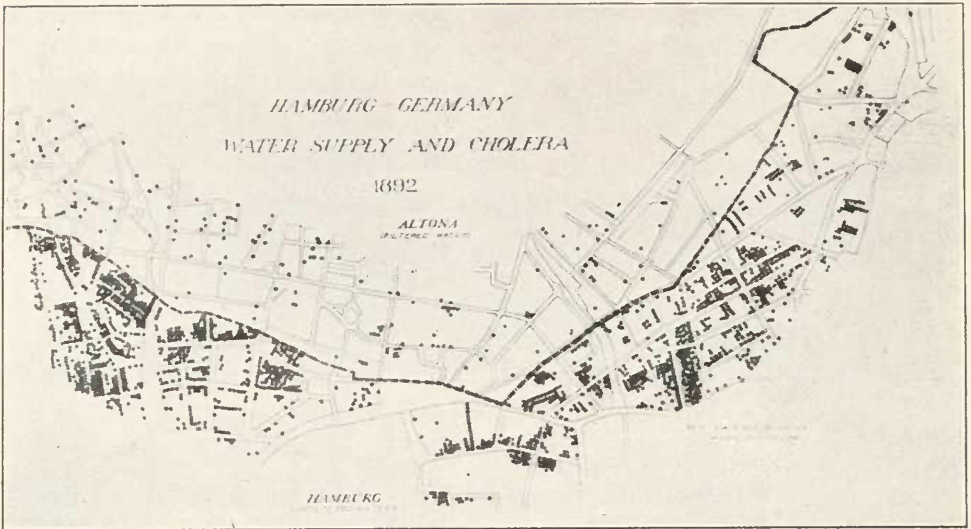 HAMBURG GERMANY
WATER SUPPLY AND CHOLERA
1892
ALTONA
(FILTERED WATER)
HAMBURG